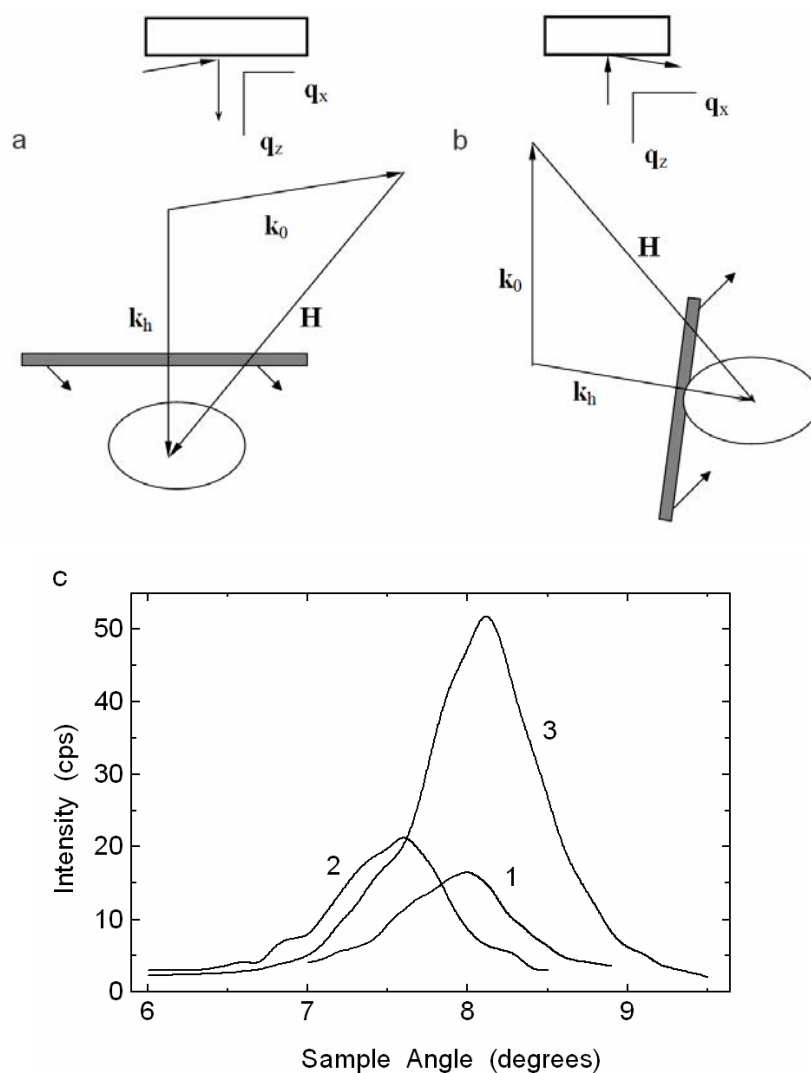 q_x
q_z
a
k_0
k_h
H
q_x
q_z
b
k_0
H
k_h
c
50
40
30
20
10
0
Intensity (cps)
3
2
1
6 7 8 9
Sample Angle (degrees)